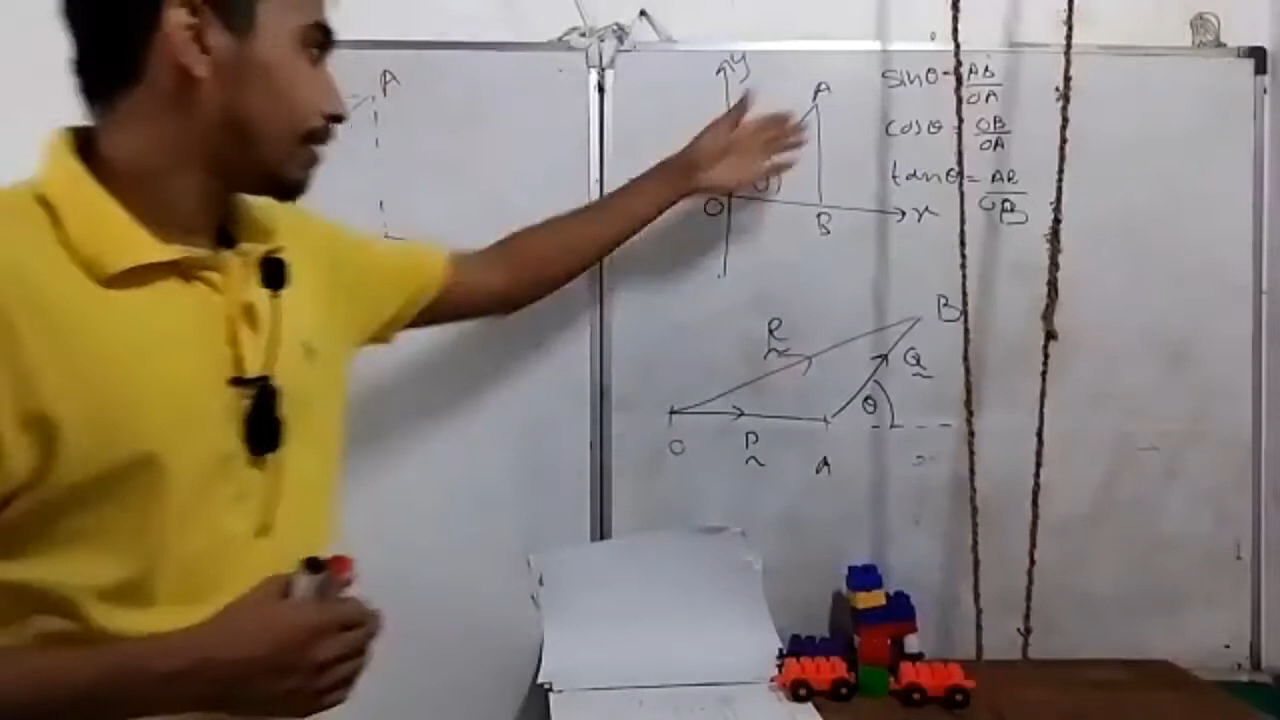 A
y
A
θ
O
B
x
sinθ = AB/OA
cosθ = OB/OA
tanθ = AB/OB
R
B
Q
θ
O
P
A